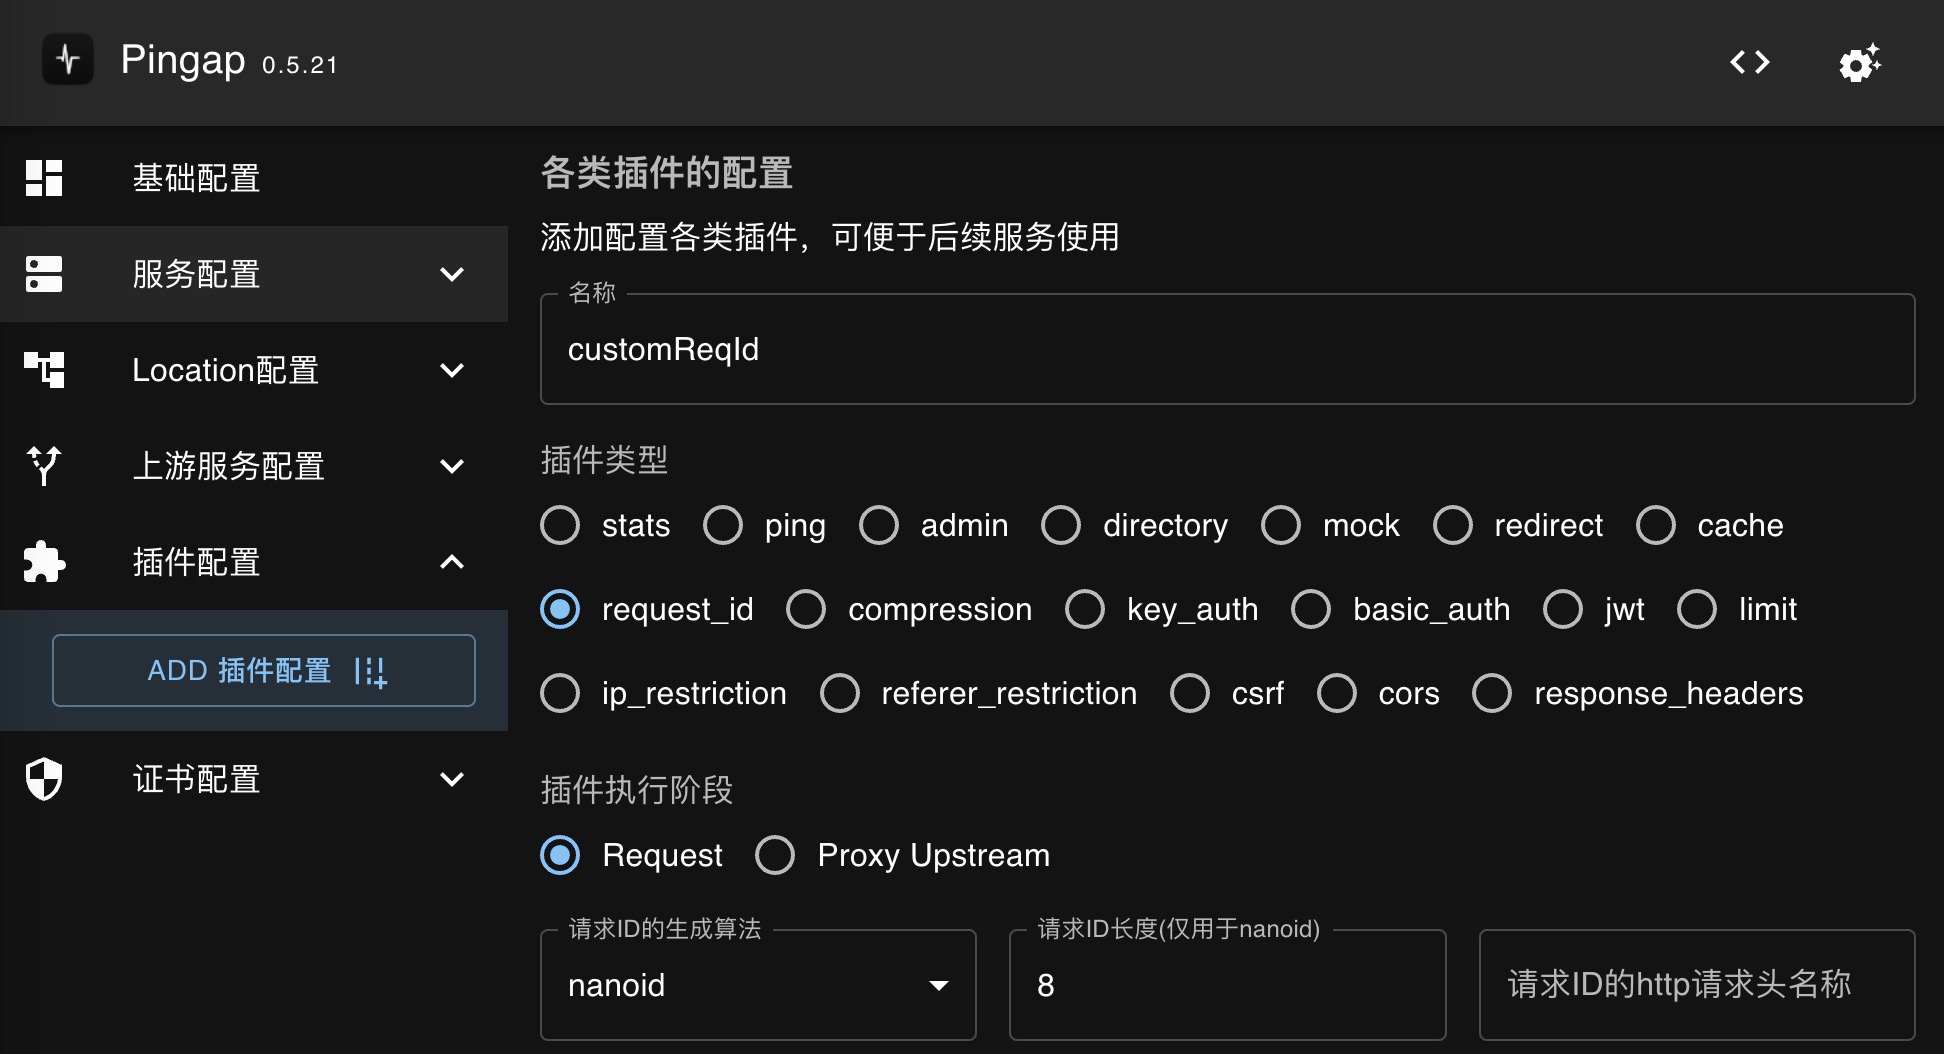 Pingap 0.5.21
基础配置
服务配置
Location配置
上游服务配置
插件配置
ADD 插件配置
证书配置
各类插件的配置
添加配置各类插件，可便于后续服务使用
名称
customReqId
插件类型
stats ping admin directory mock redirect cache
request_id compression key_auth basic_auth jwt limit
ip_restriction referer_restriction csrf cors response_headers
插件执行阶段
Request Proxy Upstream
请求ID的生成算法
nanoid
请求ID长度(仅用于nanoid)
8
请求ID的http请求头名称